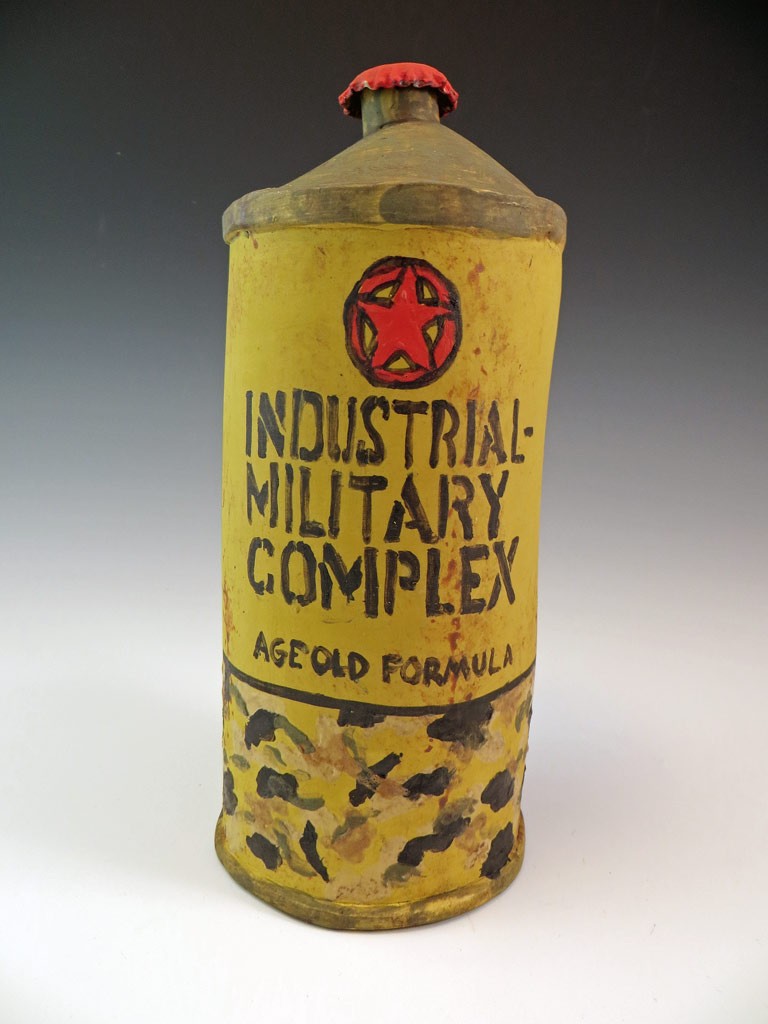 INDUSTRIAL-
MILITARY
COMPLEX
AGE OLD FORMULA